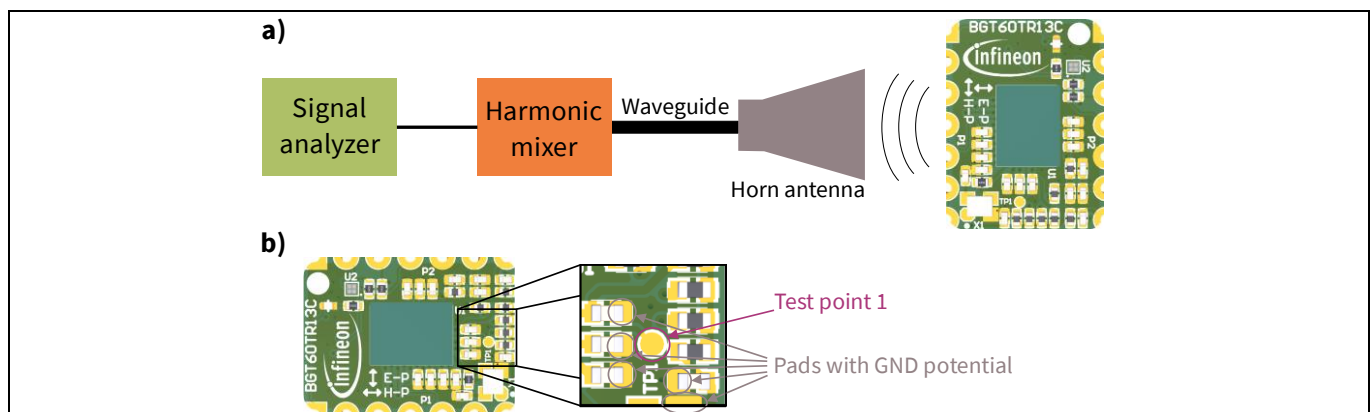 a)
BGT60TR13C
infineon
U2
E-P
H-P
P1
P2
U1
TP1
X1
Signal
analyzer
Harmonic
mixer
Waveguide
Horn antenna
b)
BGT60TR13C
infineon
U2
P2
E-P
H-P
P1
TP1
TP1
Test point 1
Pads with GND potential